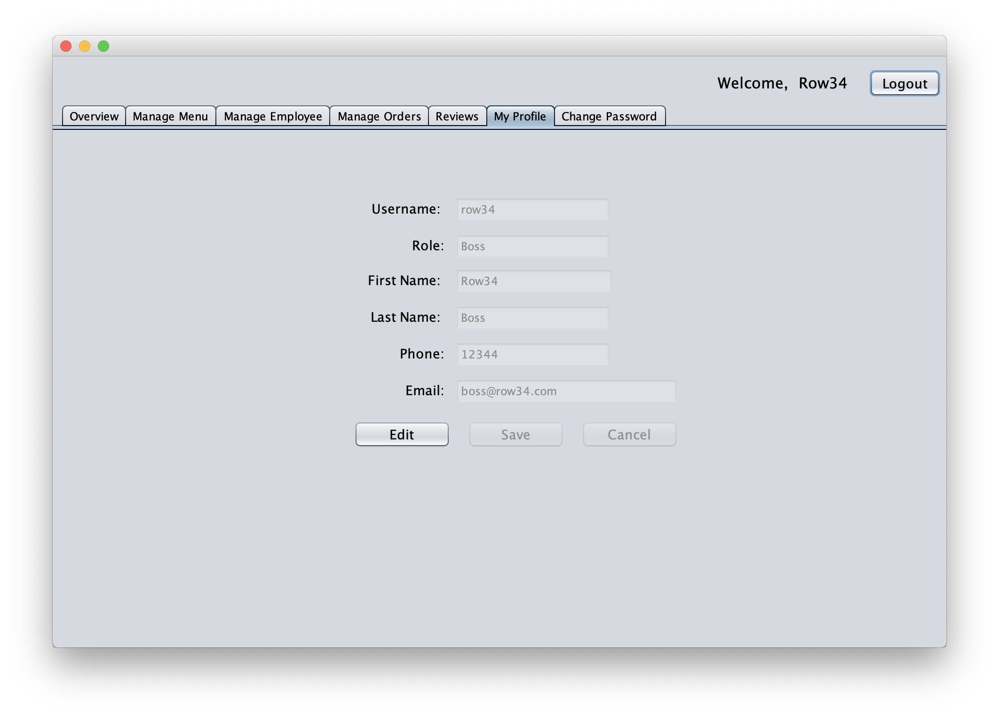 Welcome, Row34 Logout
Overview Manage Menu Manage Employee Manage Orders Reviews My Profile Change Password
Username: row34
Role: Boss
First Name: Row34
Last Name: Boss
Phone: 12344
Email: boss@row34.com
Edit Save Cancel